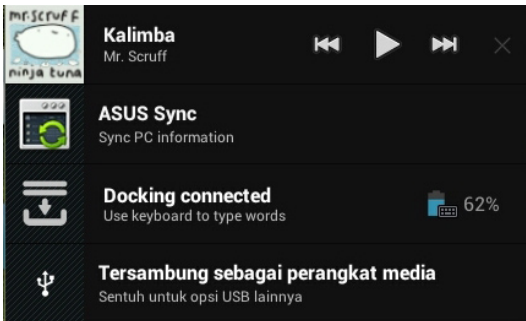 mr.scruff
ninja tuna
Kalimba
Mr. Scruff
ASUS Sync
Sync PC information
Docking connected
Use keyboard to type words
62%
Tersambung sebagai perangkat media
Sentuh untuk opsi USB lainnya